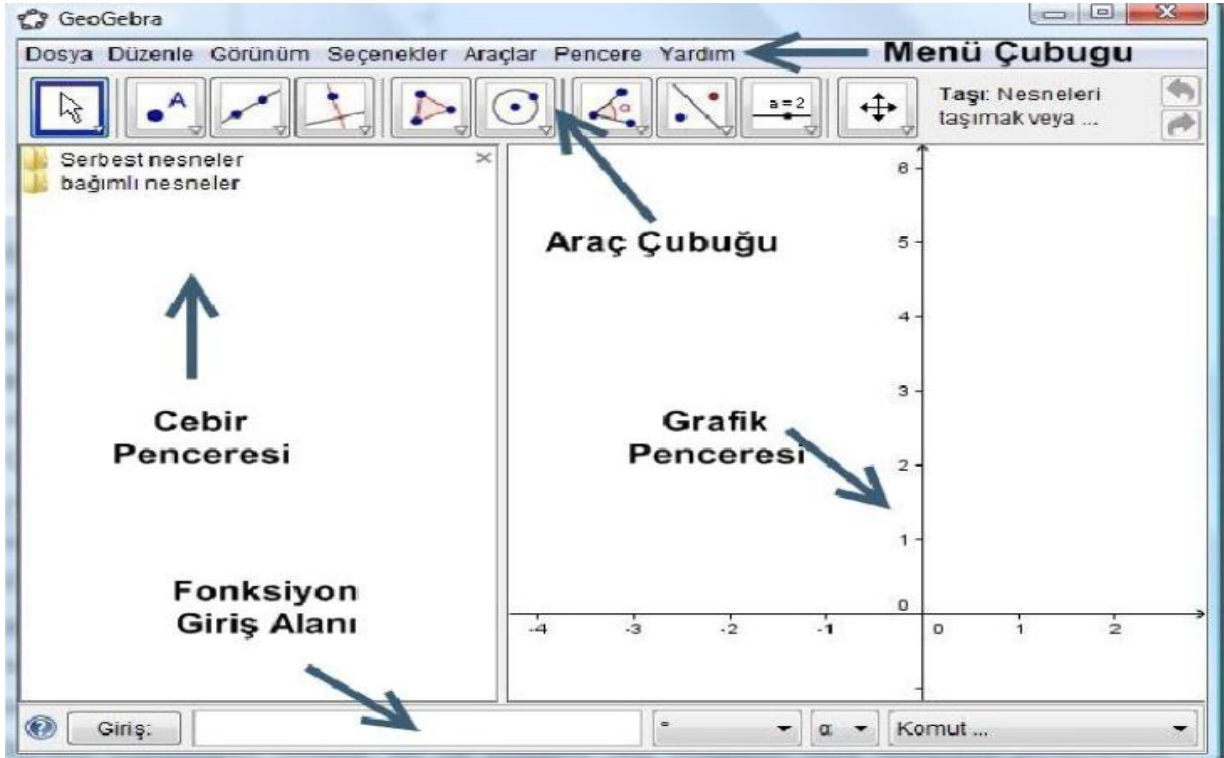 GeoGebra
Dosya Düzenle Görünüm Seçenekler Araçlar Pencere Yardım
Menü Çubugu
A
α
a = 2
Taşı: Nesneleri
taşımak veya ...
Serbest nesneler
bağımlı nesneler
Araç Çubuğu
Cebir
Penceresi
Grafik
Penceresi
Fonksiyon
Giriş Alanı
6
5
4
3
2
1
0
-4 -3 -2 -1 0 1 2
Giriş:
°
α
Komut ...